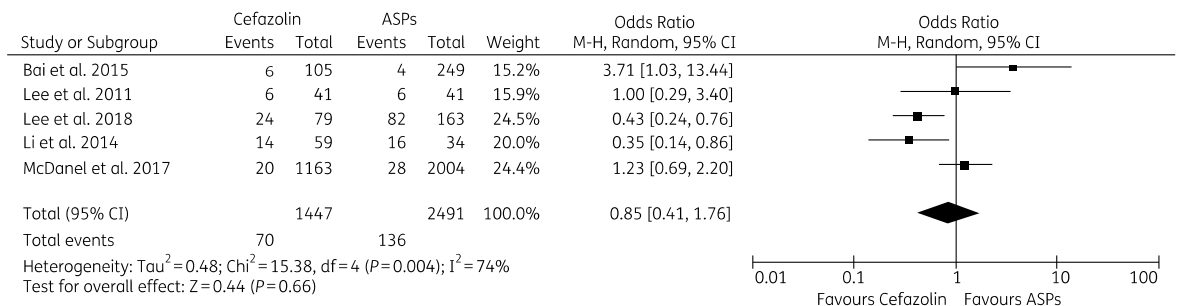 Cefazolin ASPs Odds Ratio Odds Ratio
Study or Subgroup Events Total Events Total Weight M-H, Random, 95% CI M-H, Random, 95% CI
Bai et al. 2015 6 105 4 249 15.2% 3.71 [1.03, 13.44]
Lee et al. 2011 6 41 6 41 15.9% 1.00 [0.29, 3.40]
Lee et al. 2018 24 79 82 163 24.5% 0.43 [0.24, 0.76]
Li et al. 2014 14 59 16 34 20.0% 0.35 [0.14, 0.86]
McDanel et al. 2017 20 1163 28 2004 24.4% 1.23 [0.69, 2.20]
Total (95% CI) 1447 2491 100.0% 0.85 [0.41, 1.76]
Total events 70 136
Heterogeneity: Tau²=0.48; Chi²=15.38, df=4 (P=0.004); I²=74%
Test for overall effect: Z=0.44 (P=0.66)
0.01 0.1 1 10 100
Favours Cefazolin Favours ASPs